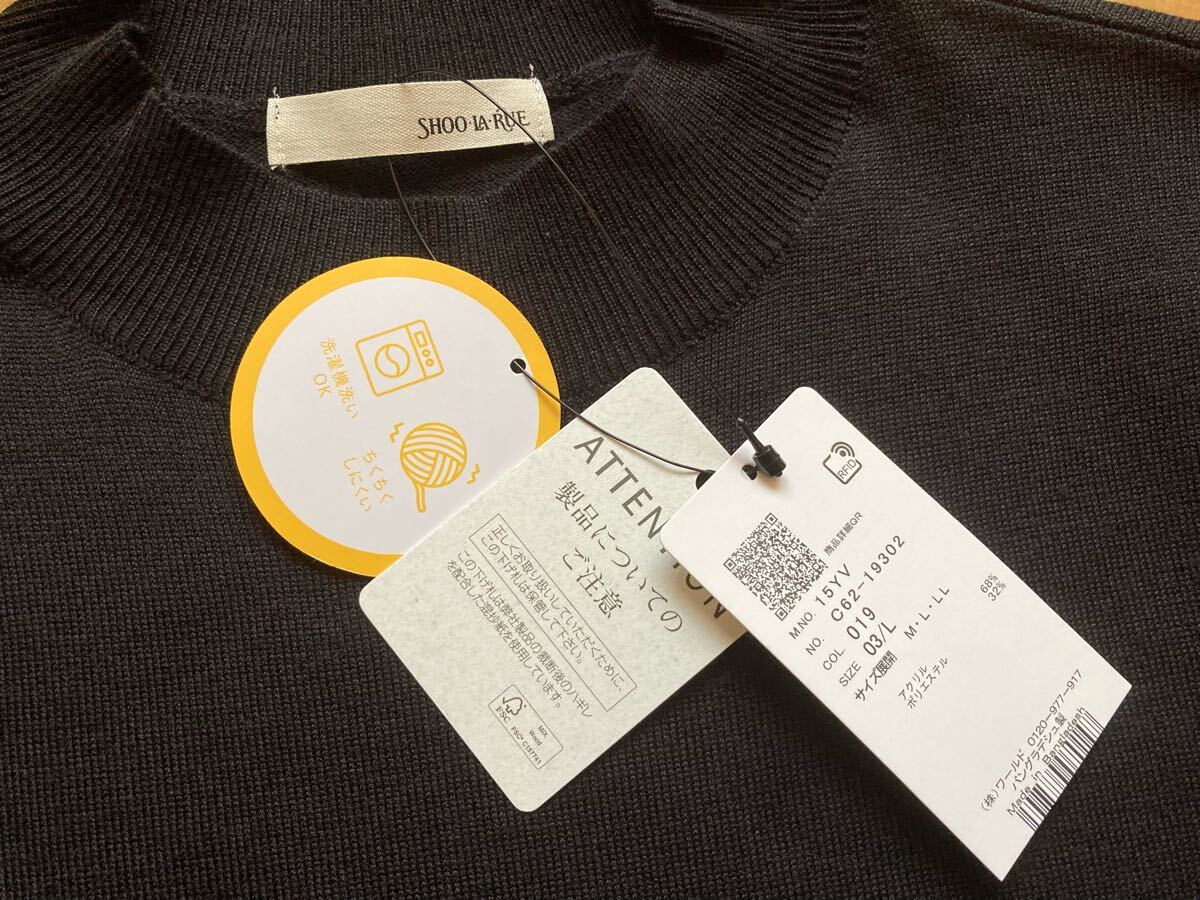 SHOO・LA・RUE
洗濯機洗い
OK
ちくちく
しにくい
ATTENTION
製品についての
ご注意
正しくお取り扱いしていただくために、
この下げ札は保管して下さい。
この下げ札は弊社製品の裁断後のハギレ
を配合した混抄紙を使用しています。
FSC
MIX
Wood
FSC® C187741
RFID
商品詳細QR
M.NO. 15YV
NO. C62-19302
COL 019
SIZE 03/L
サイズ展開 M・L・LL
アクリル 68%
ポリエステル 32%
(株)ワールド 0120-977-917
バングラデシュ製
Made in Bangladesh